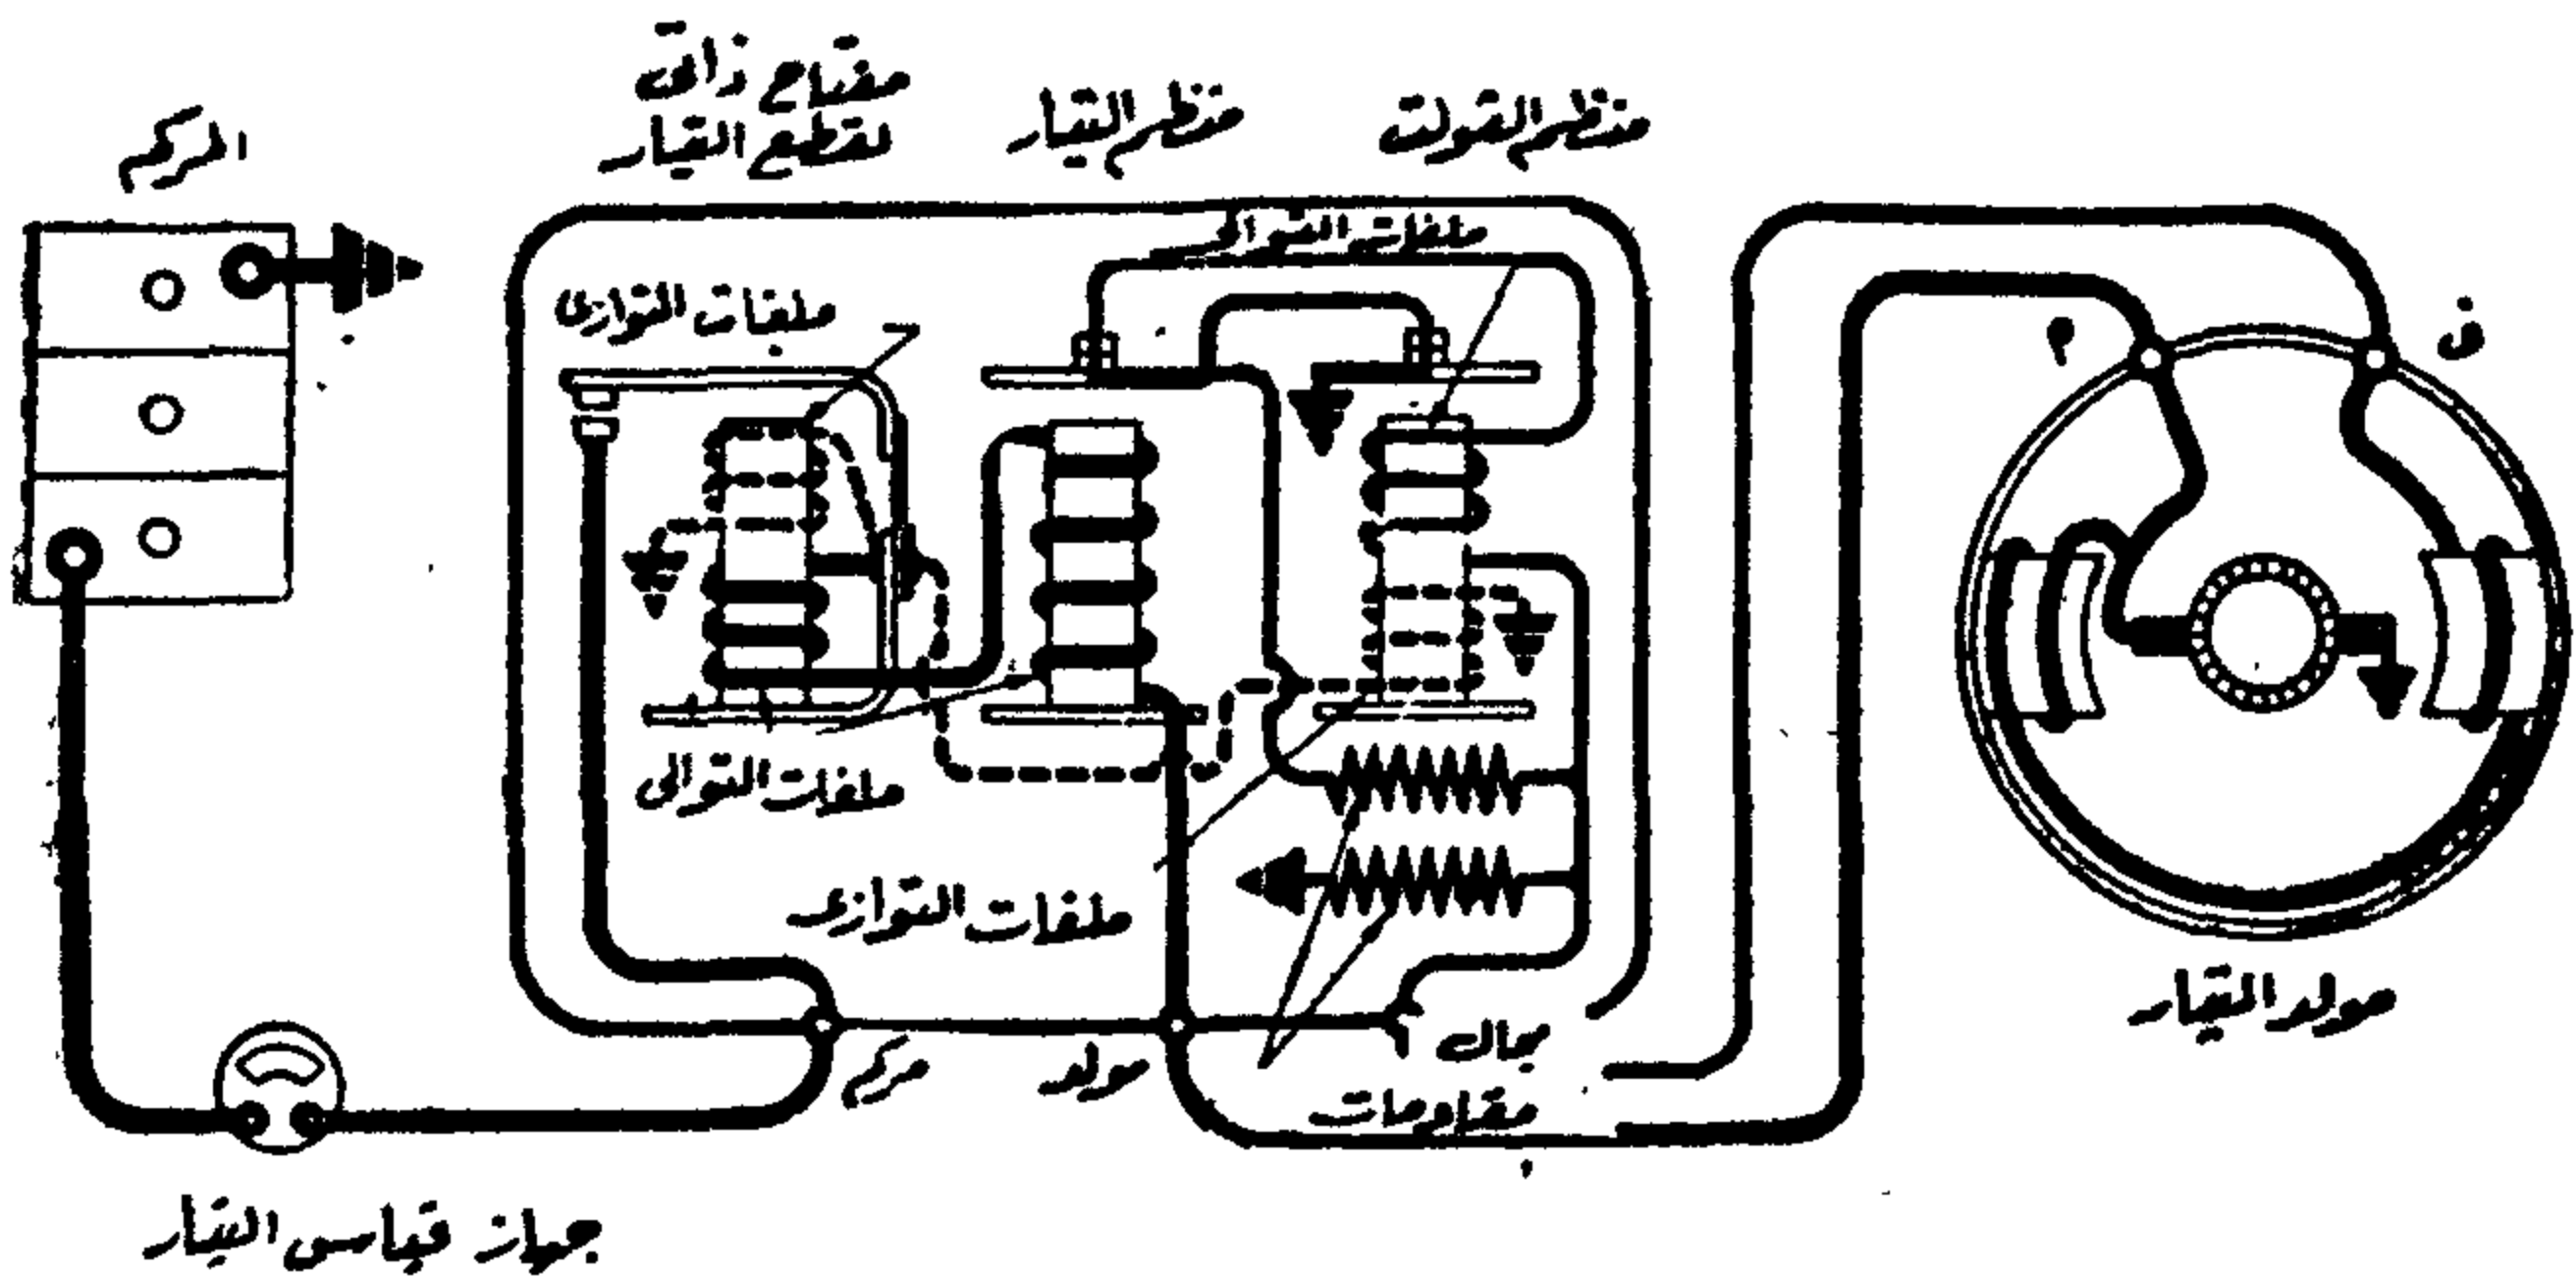 منظم الڤولت
منظم التيار
مفتاح ذاتى
لقطع التيار
المركم
ملفات التوالى
ملفات التوازى
ف
م
ملفات التوالى
ملفات التوازى
مولد التيار
مجال
مولد
مركم
مقاومات
جهاز قياس التيار